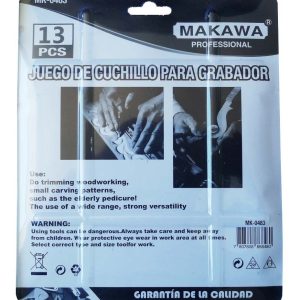 MK-0483
13
PCS
MAKAWA
PROFESSIONAL
JUEGO DE CUCHILLO PARA GRABADOR
Use:
Do trimming woodworking,
small carving patterns,
such as the elderly pedicure!
The use of a wide range, strong versatility
WARNING:
Using tools can be dangerous.Always take care and keep away
from children. Wear protective eye wear in work area at all times.
Select correct type and size toolfor work.
MK-0483
GARANTÍA DE LA CALIDAD